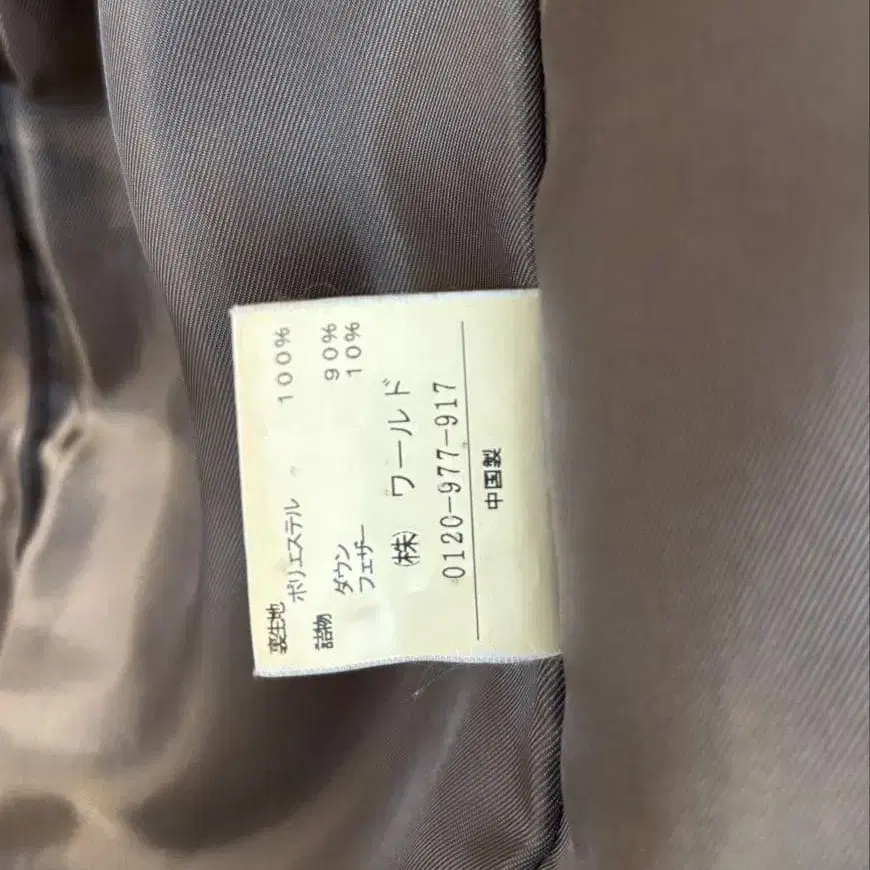 裏生地
ポリエステル 100%
詰物
ダウン 90%
フェザー 10%
㈱ ワールド
0120-977-917
中国製